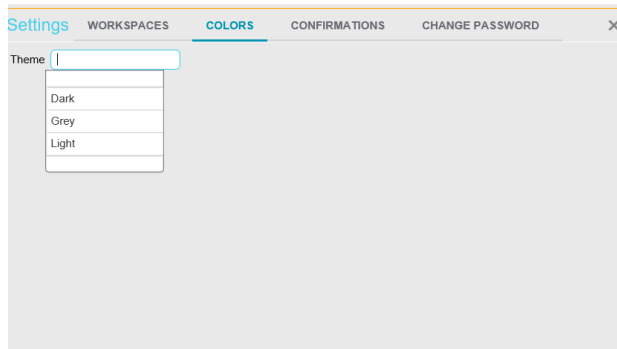 Settings WORKSPACES COLORS CONFIRMATIONS CHANGE PASSWORD
Theme
Dark
Grey
Light